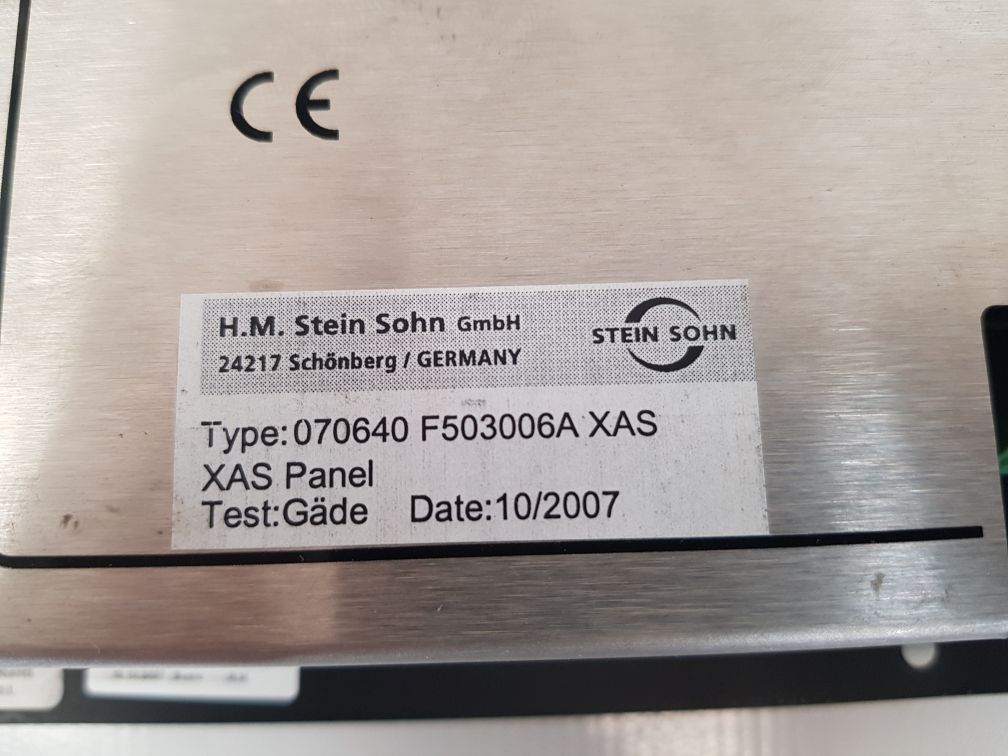 CE
H.M. Stein Sohn GmbH
24217 Schönberg / GERMANY
STEIN SOHN
Type:070640 F503006A XAS
XAS Panel
Test:Gäde Date:10/2007